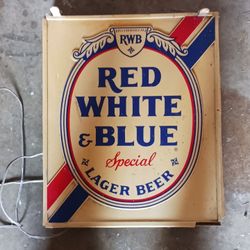 RWB
RED
WHITE
& BLUE
Special
LAGER BEER